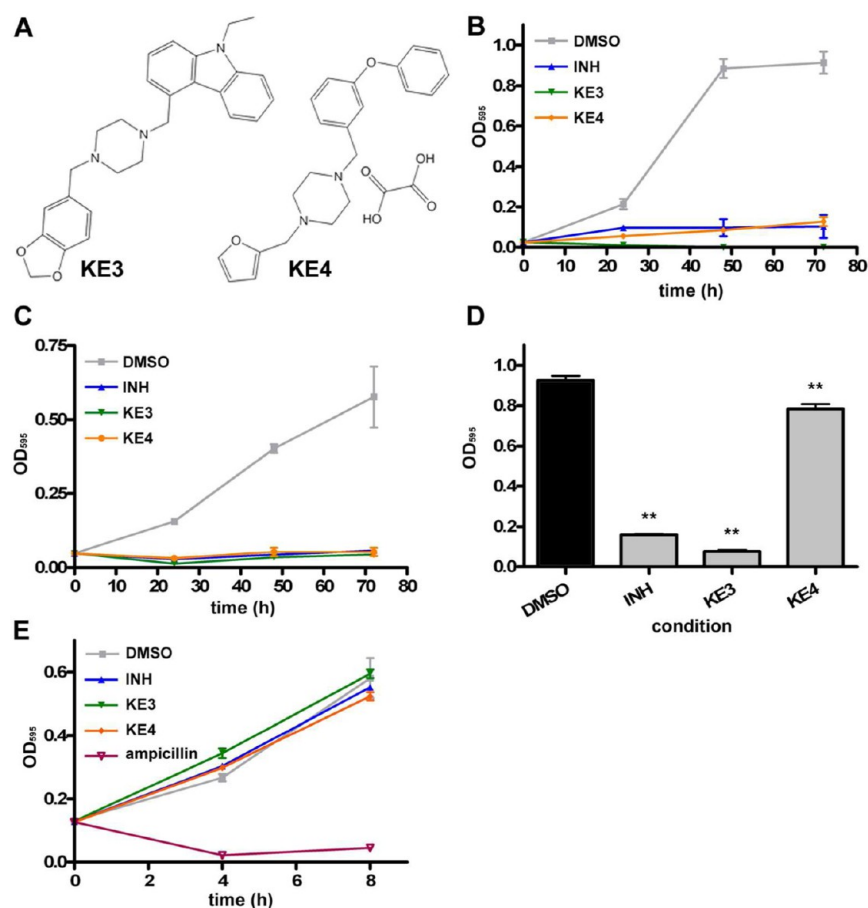 A
N
N
N
O
O
KE3
O
N
N
O
KE4
O
OH
HO
O
B
DMSO
INH
KE3
KE4
OD595
1.0
0.8
0.6
0.4
0.2
0.0
0 10 20 30 40 50 60 70 80
time (h)
C
DMSO
INH
KE3
KE4
OD595
0.75
0.50
0.25
0.00
0 10 20 30 40 50 60 70 80
time (h)
D
OD595
1.0
0.8
0.6
0.4
0.2
0.0
**
**
**
DMSO
INH
KE3
KE4
condition
E
DMSO
INH
KE3
KE4
ampicillin
OD595
0.6
0.4
0.2
0.0
0 2 4 6 8
time (h)